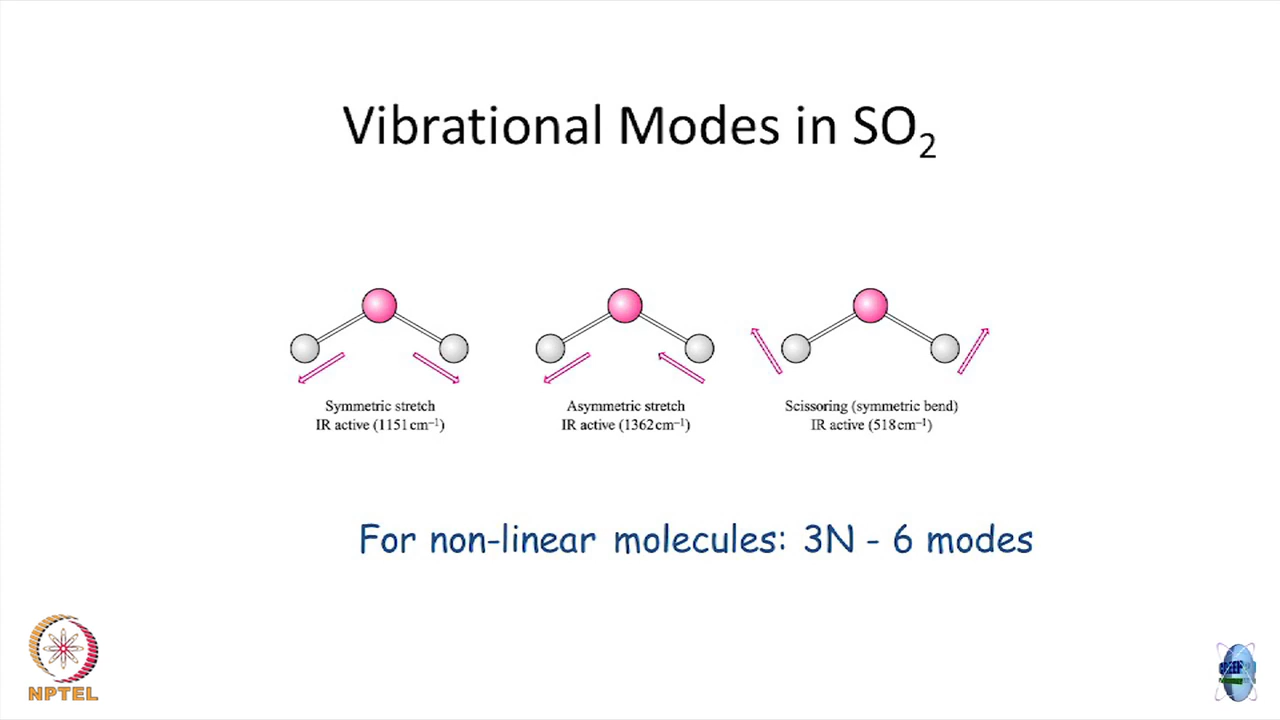 Vibrational Modes in SO₂
Symmetric stretch
IR active (1151 cm⁻¹)
Asymmetric stretch
IR active (1362 cm⁻¹)
Scissoring (symmetric bend)
IR active (518 cm⁻¹)
For non-linear molecules: 3N - 6 modes
NPTEL